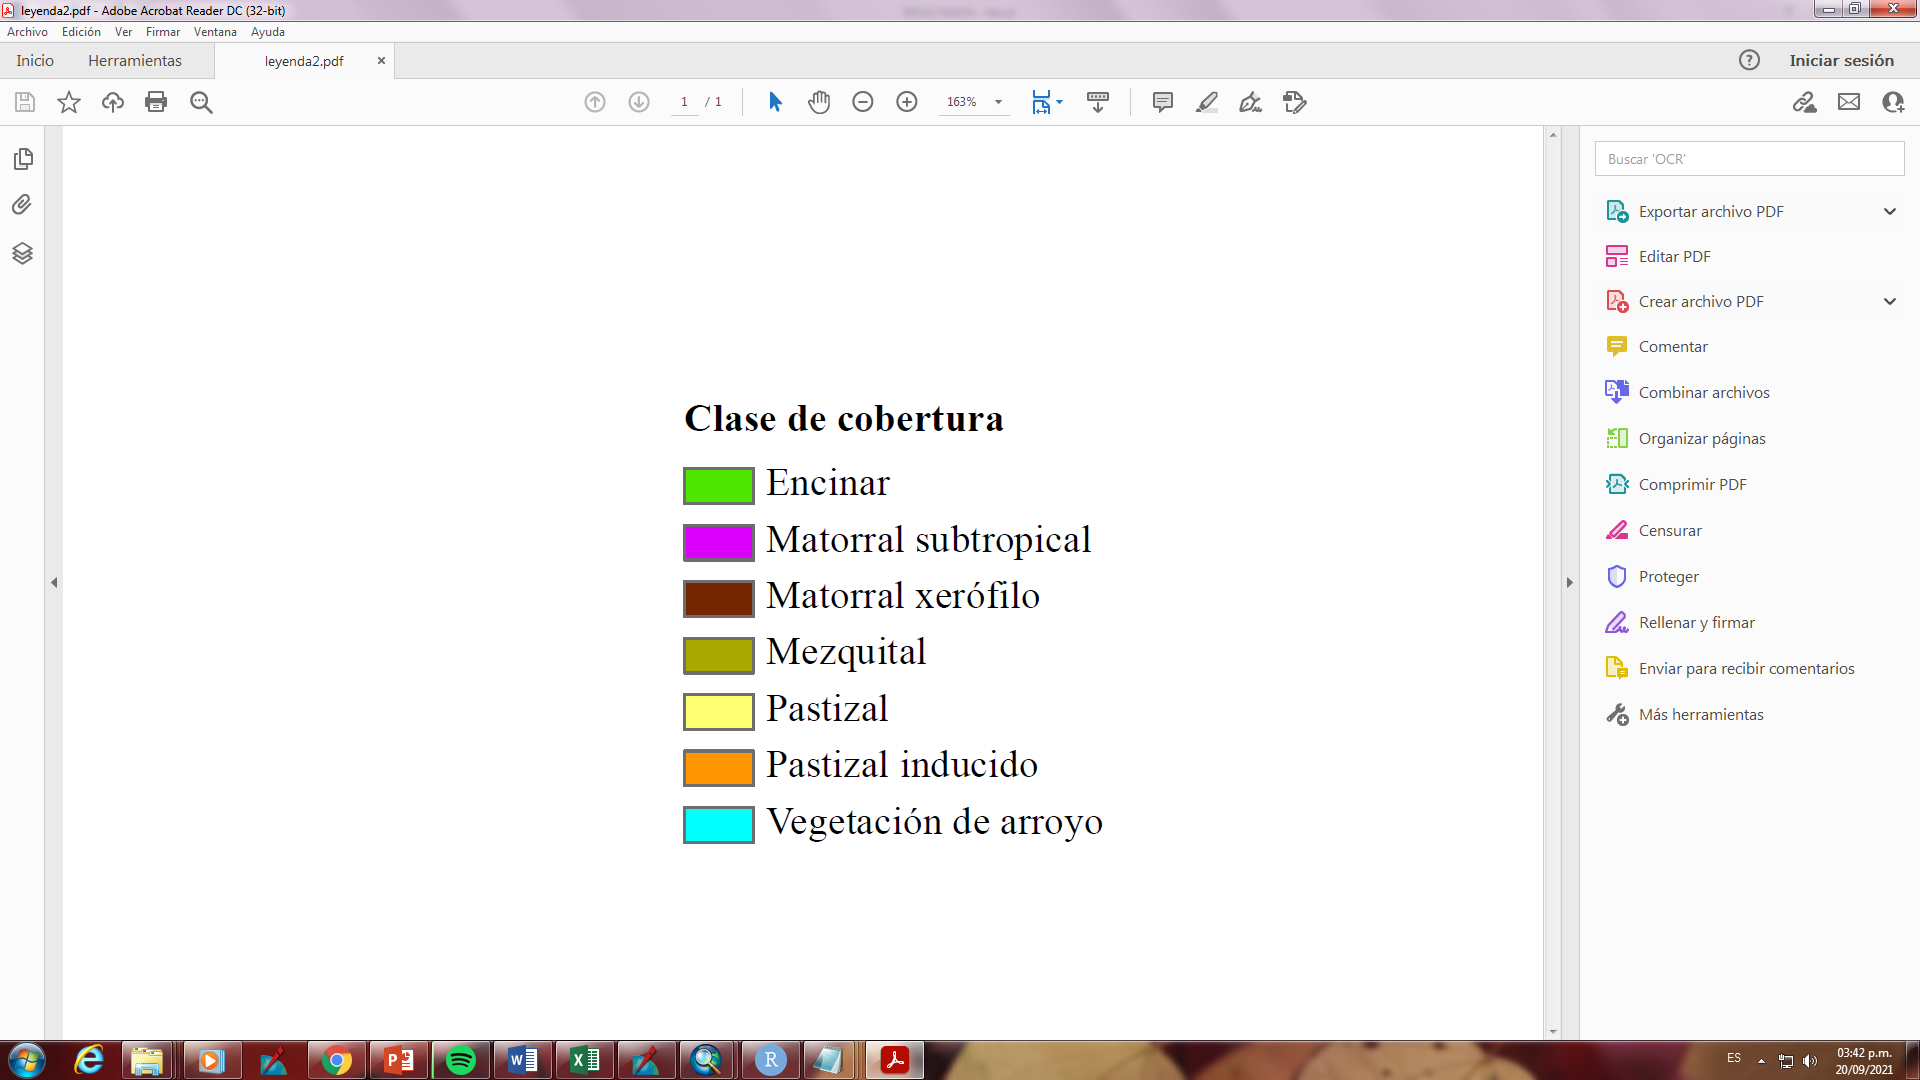 leyenda2.pdf - Adobe Acrobat Reader DC (32-bit)
Archivo Edición Ver Firmar Ventana Ayuda
Inicio Herramientas leyenda2.pdf × ? Iniciar sesión
1 / 1 163%
Buscar 'OCR'
Exportar archivo PDF
Editar PDF
Crear archivo PDF
Comentar
Combinar archivos
Organizar páginas
Comprimir PDF
Censurar
Proteger
Rellenar y firmar
Enviar para recibir comentarios
Más herramientas
Clase de cobertura
Encinar
Matorral subtropical
Matorral xerófilo
Mezquital
Pastizal
Pastizal inducido
Vegetación de arroyo
ES
03:42 p.m.
20/09/2021